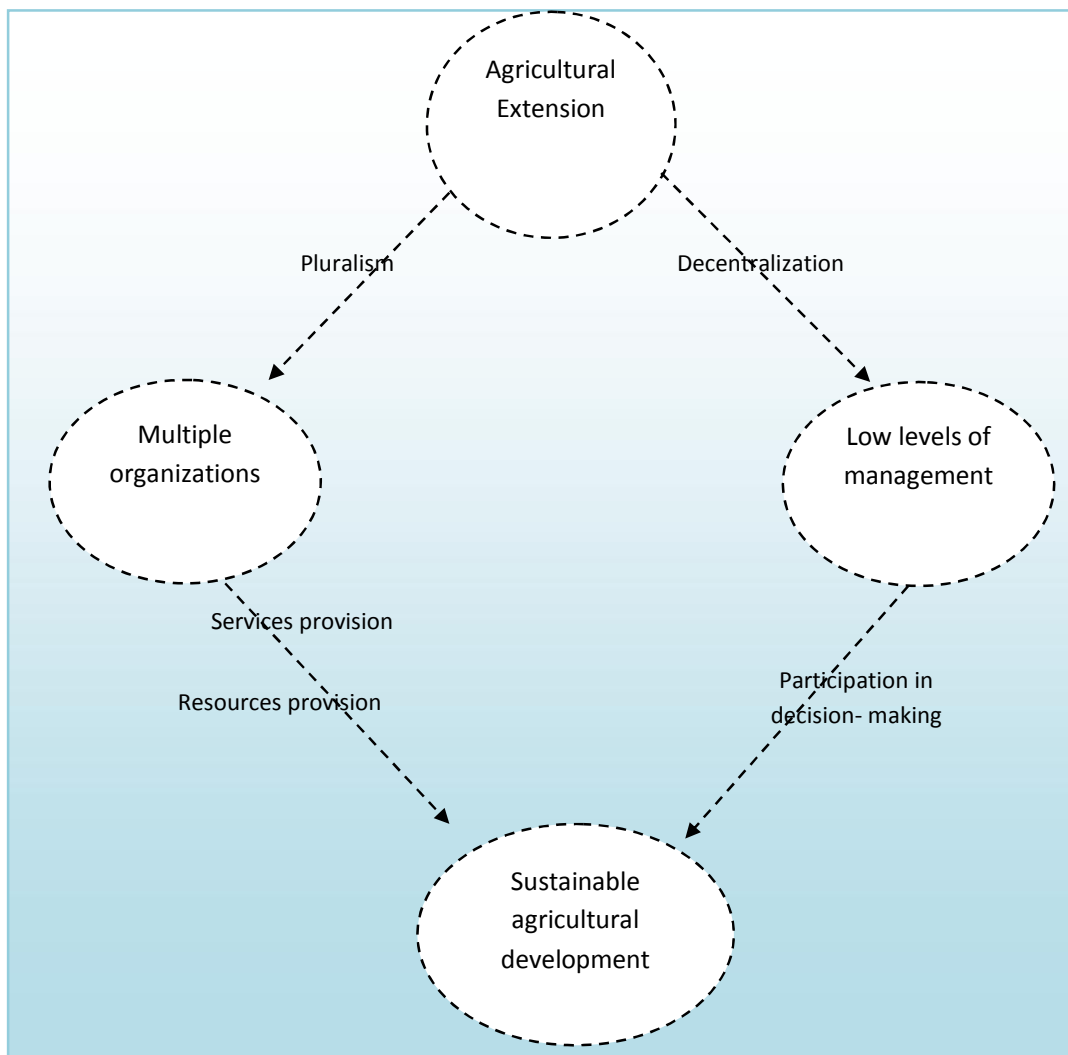 Agricultural
Extension
Pluralism
Decentralization
Multiple
organizations
Low levels of
management
Services provision
Resources provision
Participation in
decision- making
Sustainable
agricultural
development